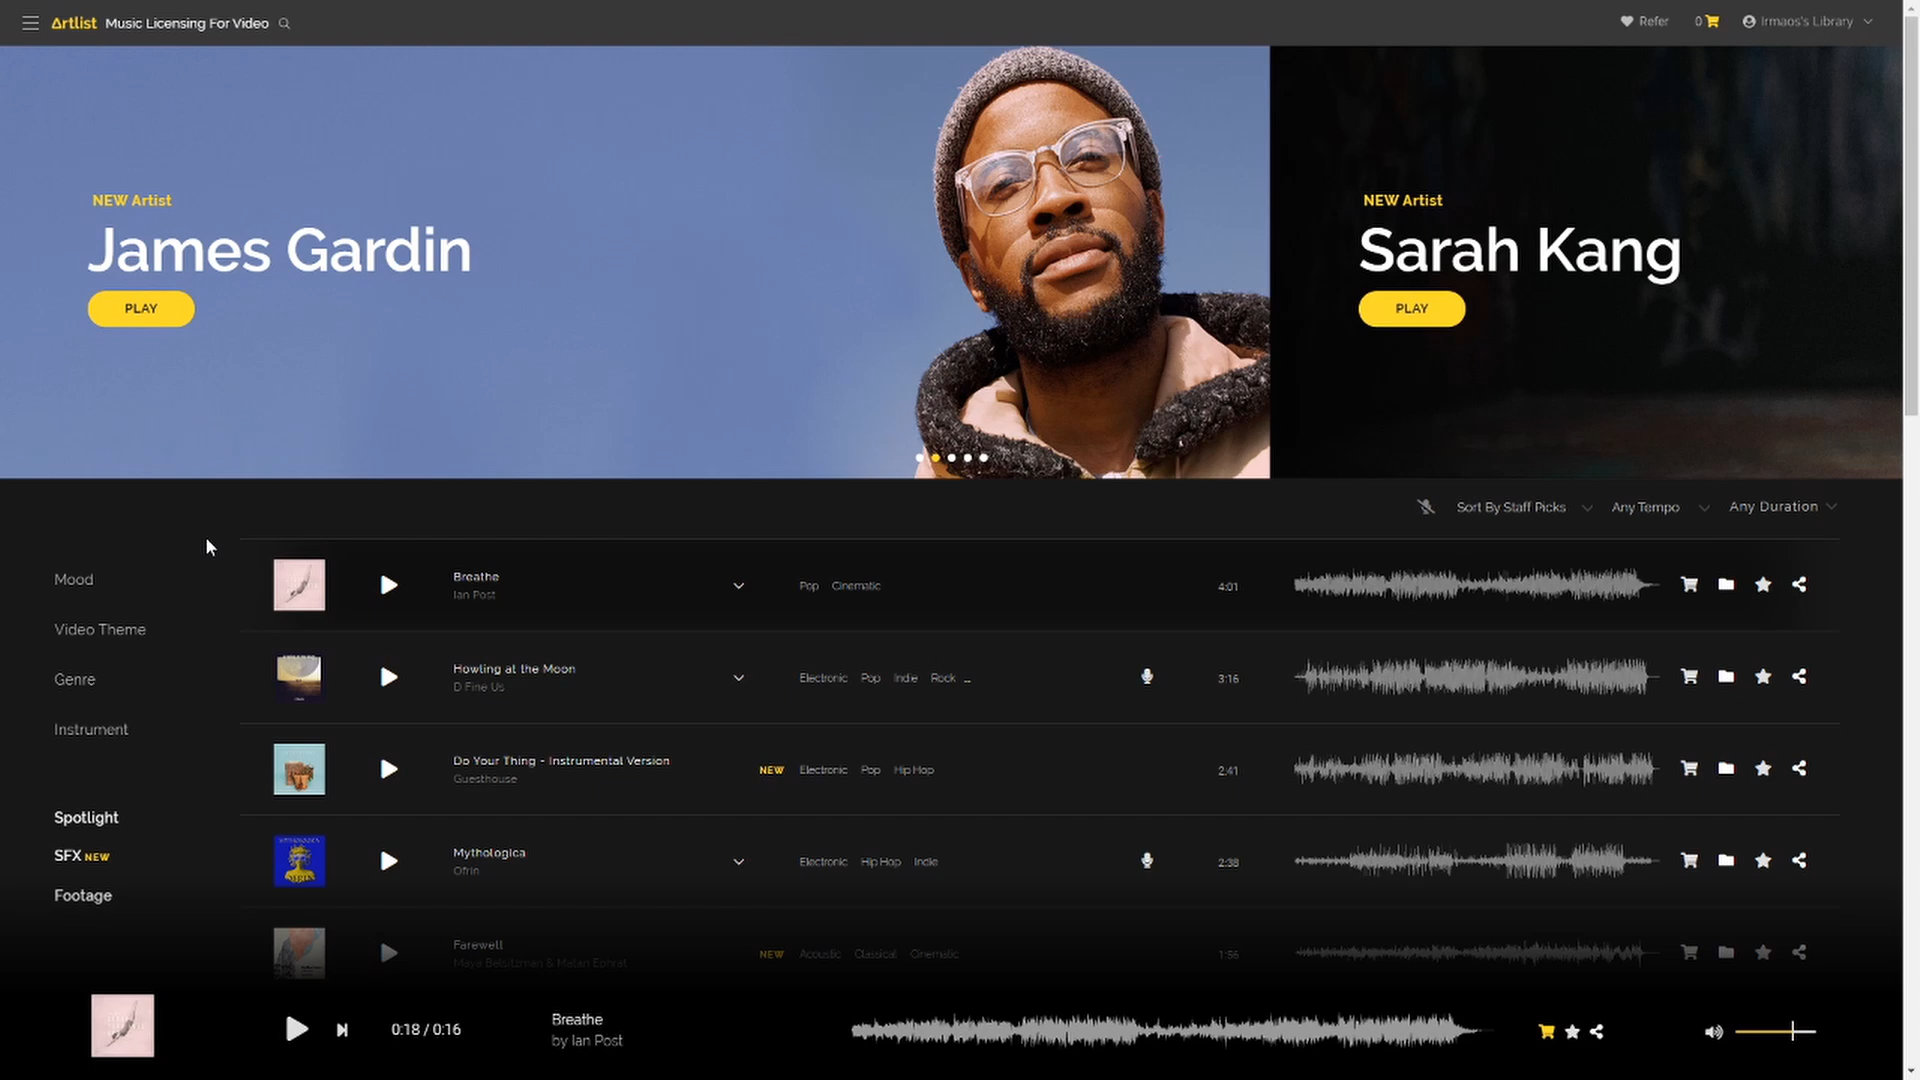 Artlist Music Licensing For Video
Refer
0
Irmaos's Library
NEW Artist
James Gardin
PLAY
NEW Artist
Sarah Kang
PLAY
Sort By Staff Picks
Any Tempo
Any Duration
Mood
Video Theme
Genre
Instrument
Spotlight
SFX NEW
Footage
Breathe
Ian Post
Pop Cinematic
4:01
Howling at the Moon
D Fine Us
Electronic Pop Indie Rock ...
3:16
Do Your Thing - Instrumental Version
Guesthouse
NEW
Electronic Pop Hip Hop
2:41
Mythologica
Ofrin
Electronic Hip Hop Indie
2:38
Farewell
Maya Belsitzman & Matan Ephrat
NEW
Acoustic Classical Cinematic
1:56
0:18 / 0:16
Breathe
by Ian Post